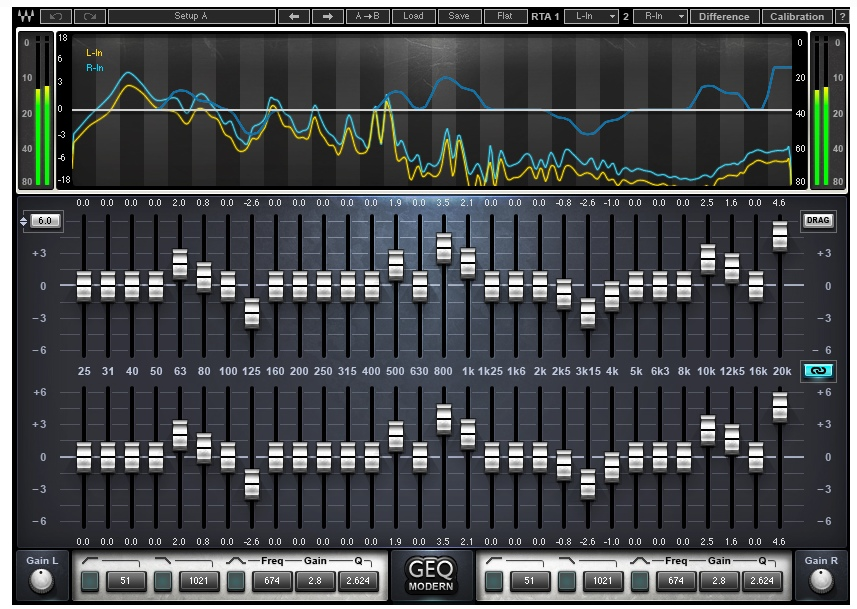 Setup A A→B Load Save Flat RTA 1 L-In 2 R-In Difference Calibration ?
0 18 L-In 0 0
R-In
10 6 20 10
3
20 0 40 20
-3
40 -6 60 40
80 -18 80 80
0.0 0.0 0.0 0.0 2.0 0.8 0.0 -2.6 0.0 0.0 0.0 0.0 0.0 1.9 0.0 3.5 2.1 0.0 0.0 0.0 -0.8 -2.6 -1.0 0.0 0.0 0.0 2.5 1.6 0.0 4.6
6.0 DRAG
+3 +3
0 0
-3 -3
-6 -6
25 31 40 50 63 80 100 125 160 200 250 315 400 500 630 800 1k 1k25 1k6 2k 2k5 3k15 4k 5k 6k3 8k 10k 12k5 16k 20k
+6 +6
+3 +3
0 0
-3 -3
-6 -6
0.0 0.0 0.0 0.0 2.0 0.8 0.0 -2.6 0.0 0.0 0.0 0.0 0.0 1.9 0.0 3.5 2.1 0.0 0.0 0.0 -0.8 -2.6 -1.0 0.0 0.0 0.0 2.5 1.6 0.0 4.6
Gain L Freq Gain Q GEQ Freq Gain Q Gain R
51 1021 674 2.8 2.624 MODERN 51 1021 674 2.8 2.624